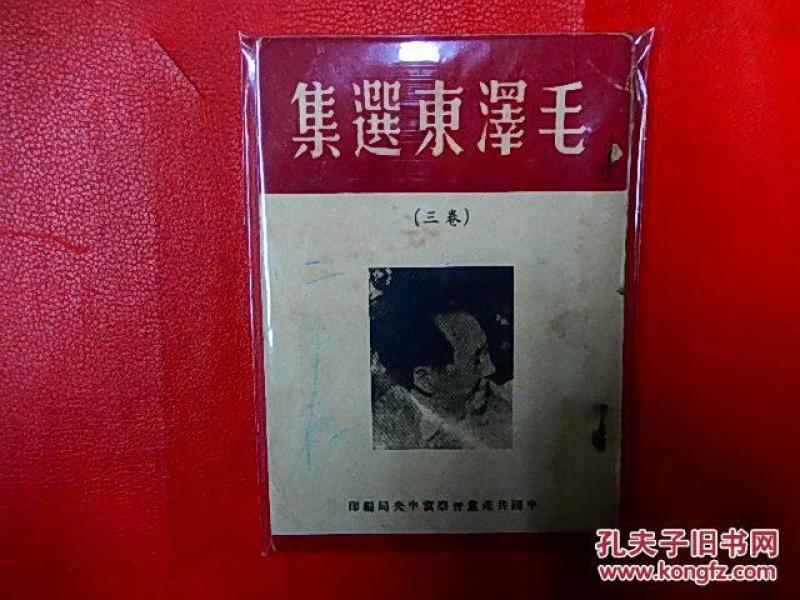 毛澤東選集
(卷三)
中國共產黨晉察冀中央局編印
二
孔夫子旧书网
www.kongfz.com